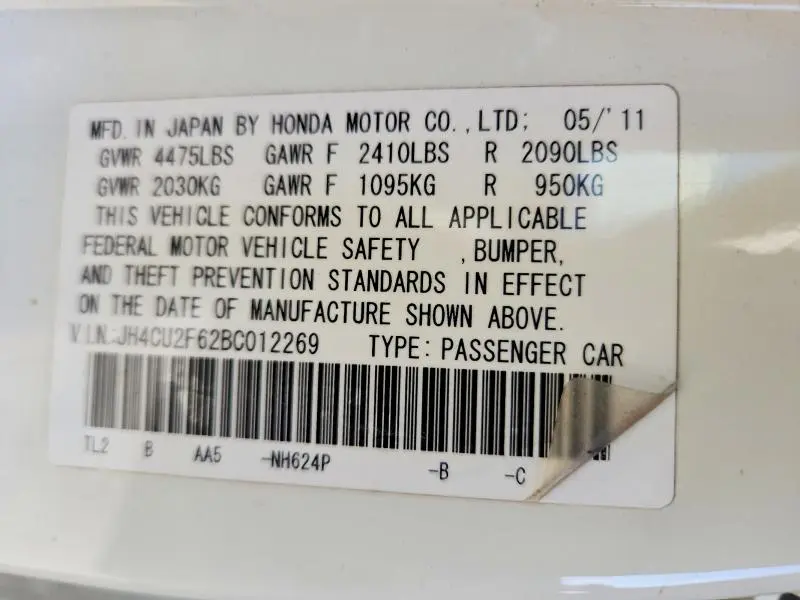 MFD. IN JAPAN BY HONDA MOTOR CO.,LTD; 05/'11
GVWR 4475LBS GAWR F 2410LBS R 2090LBS
GVWR 2030KG GAWR F 1095KG R 950KG
THIS VEHICLE CONFORMS TO ALL APPLICABLE
FEDERAL MOTOR VEHICLE SAFETY , BUMPER,
AND THEFT PREVENTION STANDARDS IN EFFECT
ON THE DATE OF MANUFACTURE SHOWN ABOVE.
V.I.N.:JH4CU2F62BC012269 TYPE: PASSENGER CAR
TL2 B AA5 -NH624P -B -C